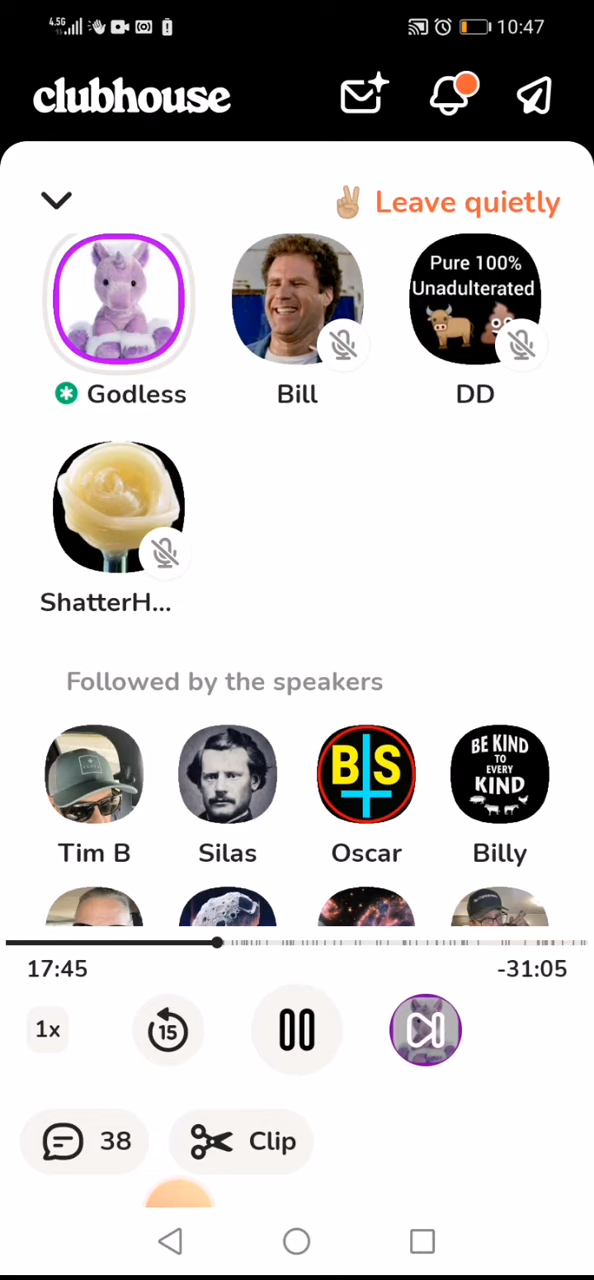 4.5G
10:47
clubhouse
✌🏼 Leave quietly
Pure 100%
Unadulterated
Godless
Bill
DD
ShatterH...
Followed by the speakers
BS
BE KIND
TO
EVERY
KIND
Tim B
Silas
Oscar
Billy
17:45
-31:05
1x
15
38
Clip